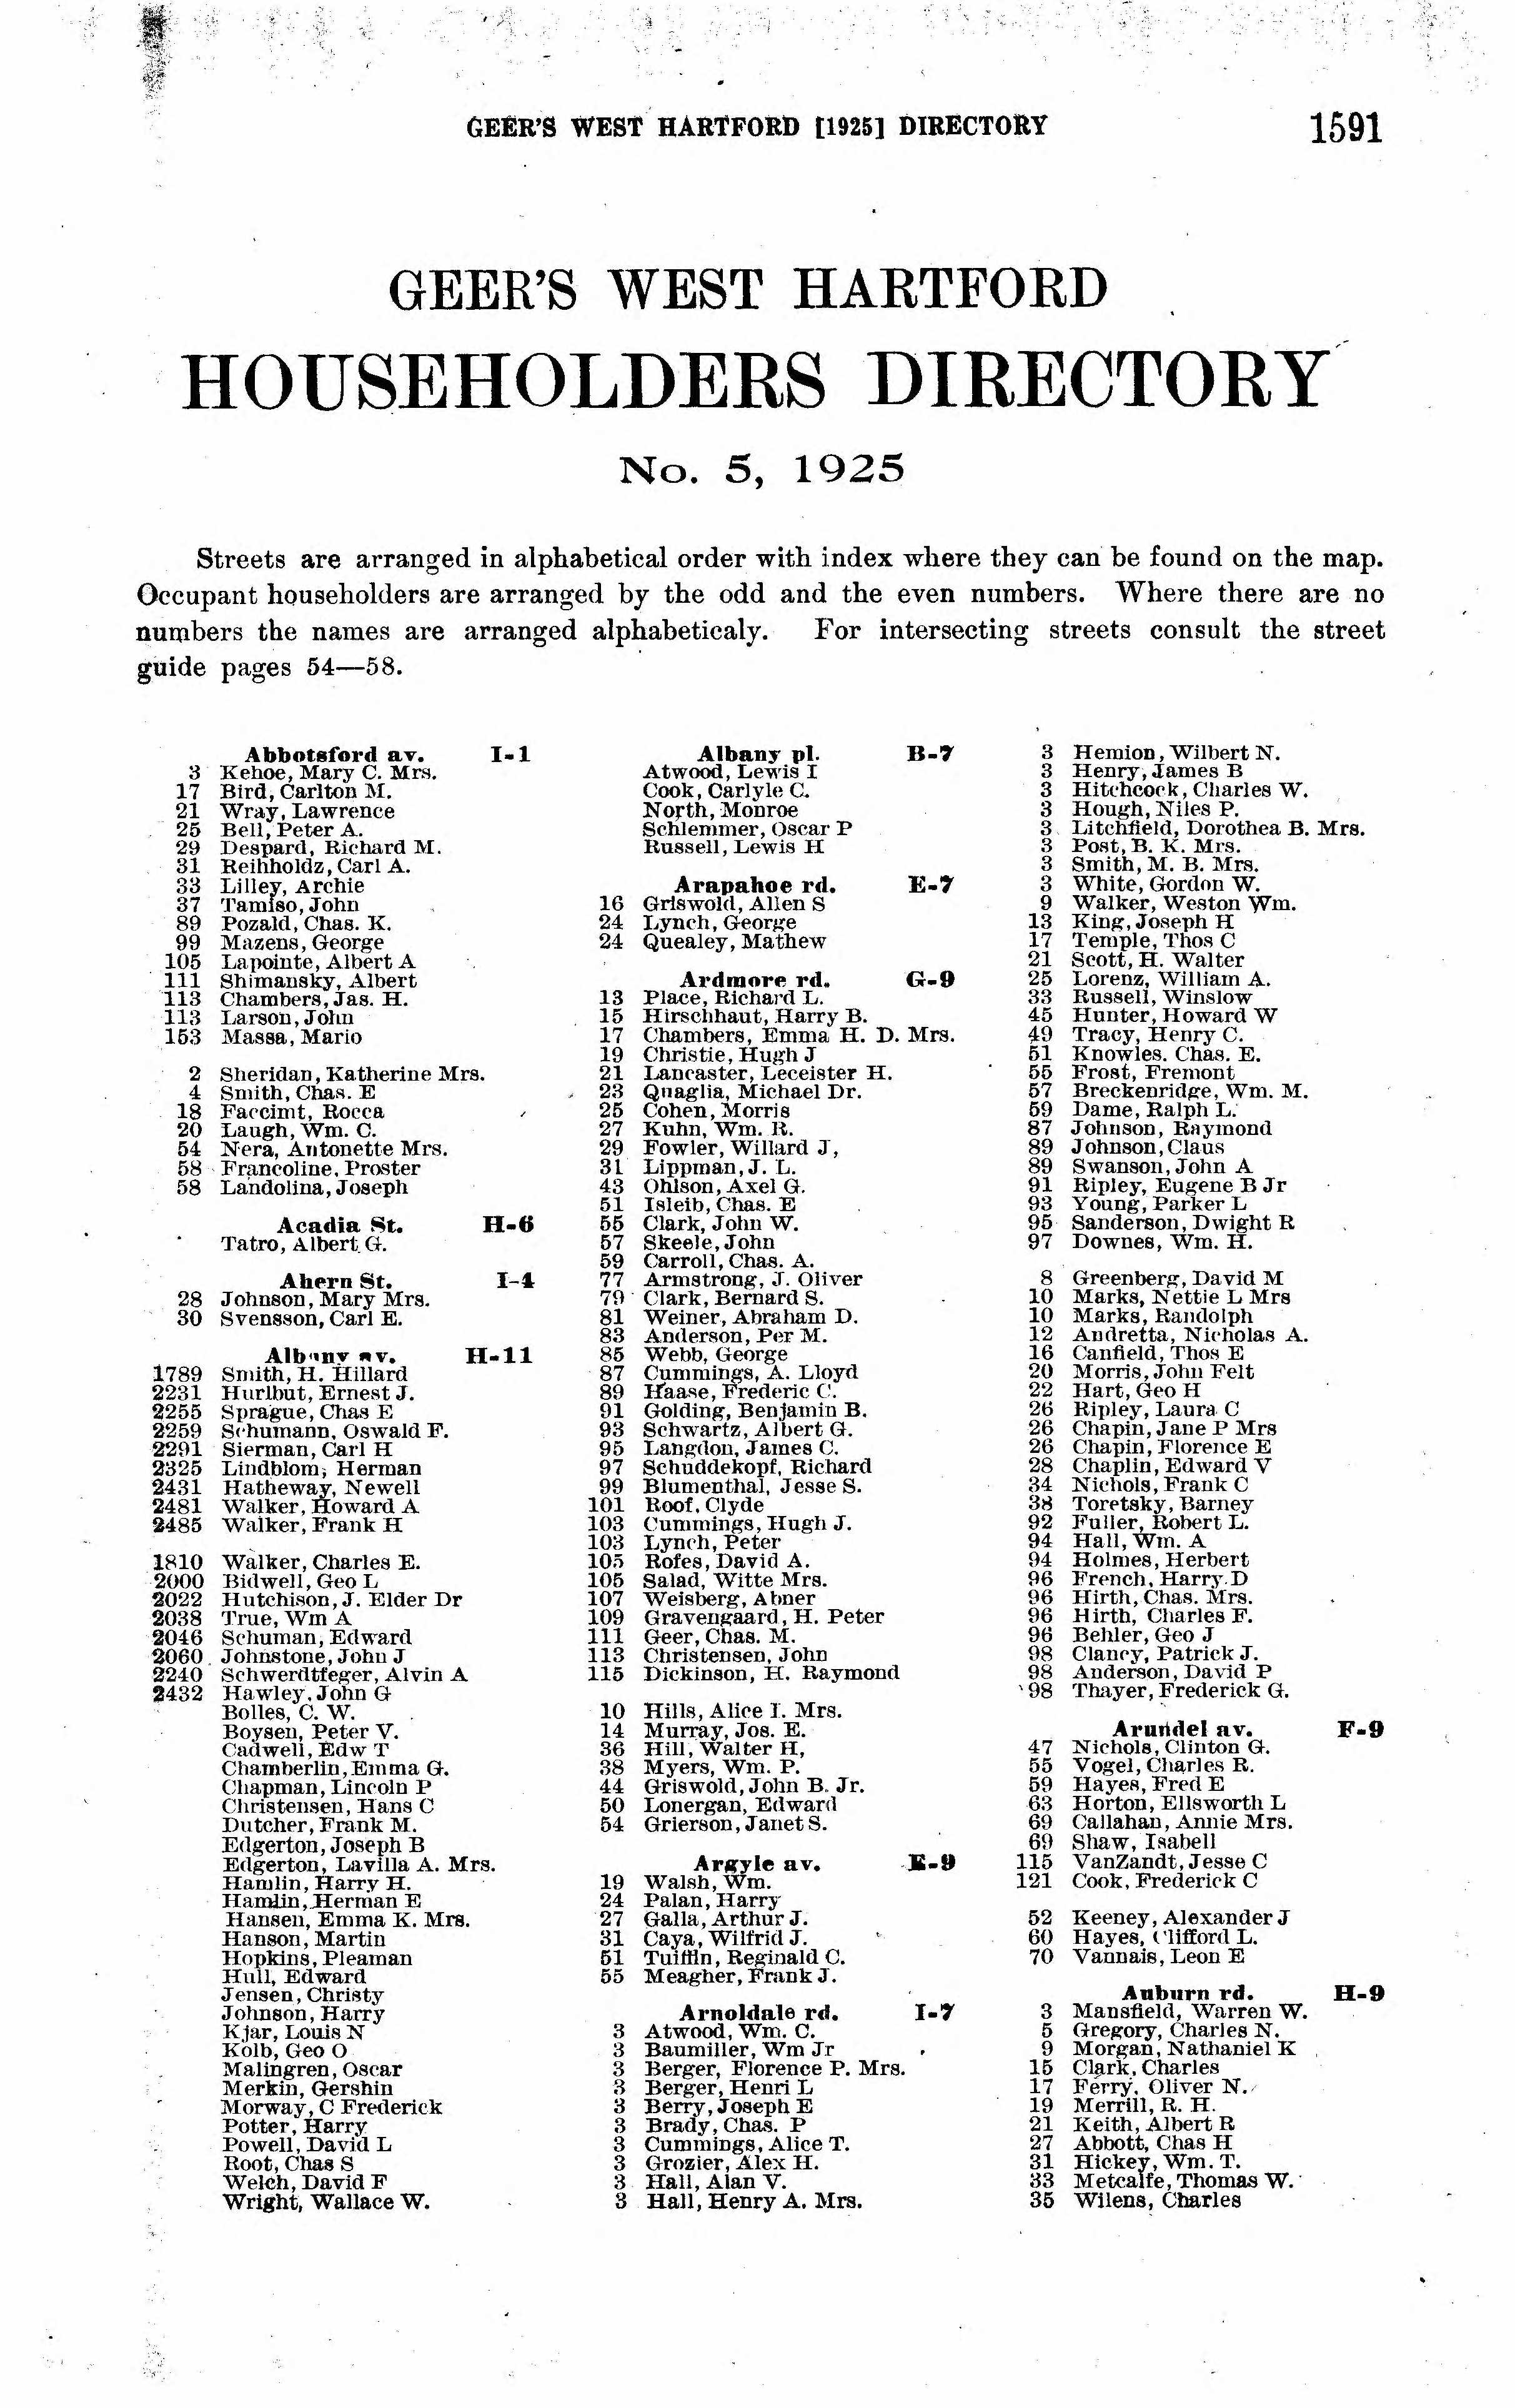 GEER'S WEST HARTFORD [1925] DIRECTORY 1591
GEER'S WEST HARTFORD
HOUSEHOLDERS DIRECTORY
No. 5, 1925
Streets are arranged in alphabetical order with index where they can be found on the map.
Occupant householders are arranged by the odd and the even numbers. Where there are no
numbers the names are arranged alphabeticaly. For intersecting streets consult the street
guide pages 54—58.
Abbotsford av. I-1
3 Kehoe, Mary C. Mrs.
17 Bird, Carlton M.
21 Wray, Lawrence
25 Bell, Peter A.
29 Despard, Richard M.
31 Reihholdz, Carl A.
33 Lilley, Archie
37 Tamiso, John
89 Pozald, Chas. K.
99 Mazens, George
105 Lapointe, Albert A
111 Shimansky, Albert
113 Chambers, Jas. H.
113 Larson, John
153 Massa, Mario
2 Sheridan, Katherine Mrs.
4 Smith, Chas. E
18 Faccimt, Rocca
20 Laugh, Wm. C.
54 Nera, Antonette Mrs.
58 Francoline, Proster
58 Landolina, Joseph
Acadia St. H-6
Tatro, Albert G.
Ahern St. I-4
28 Johnson, Mary Mrs.
30 Svensson, Carl E.
Albany av. H-11
1789 Smith, H. Hillard
2231 Hurlbut, Ernest J.
2255 Sprague, Chas E
2259 Schumann, Oswald F.
2291 Sierman, Carl H
2325 Lindblom, Herman
2431 Hatheway, Newell
2481 Walker, Howard A
2485 Walker, Frank H
1810 Walker, Charles E.
2000 Bidwell, Geo L
2022 Hutchison, J. Elder Dr
2038 True, Wm A
2046 Schuman, Edward
2060 Johnstone, John J
2240 Schwerdtfeger, Alvin A
2432 Hawley, John G
Bolles, C. W.
Boysen, Peter V.
Cadwell, Edw T
Chamberlin, Emma G.
Chapman, Lincoln P
Christensen, Hans C
Dutcher, Frank M.
Edgerton, Joseph B
Edgerton, Lavilla A. Mrs.
Hamlin, Harry H.
Hamlin, Herman E
Hansen, Emma K. Mrs.
Hanson, Martin
Hopkins, Pleaman
Hull, Edward
Jensen, Christy
Johnson, Harry
Kjar, Louis N
Kolb, Geo O
Malingren, Oscar
Merkin, Gershin
Morway, C Frederick
Potter, Harry
Powell, David L
Root, Chas S
Welch, David F
Wright, Wallace W.
Albany pl. B-7
Atwood, Lewis I
Cook, Carlyle C.
North, Monroe
Schlemmer, Oscar P
Russell, Lewis H
Arapahoe rd. E-7
16 Griswold, Allen S
24 Lynch, George
24 Quealey, Mathew
Ardmore rd. G-9
13 Place, Richard L.
15 Hirschhaut, Harry B.
17 Chambers, Emma H. D. Mrs.
19 Christie, Hugh J
21 Lancaster, Leceister H.
23 Quaglia, Michael Dr.
25 Cohen, Morris
27 Kuhn, Wm. R.
29 Fowler, Willard J,
31 Lippman, J. L.
43 Ohlson, Axel G.
51 Isleib, Chas. E
55 Clark, John W.
57 Skeele, John
59 Carroll, Chas. A.
77 Armstrong, J. Oliver
79 Clark, Bernard S.
81 Weiner, Abraham D.
83 Anderson, Per M.
85 Webb, George
87 Cummings, A. Lloyd
89 Haase, Frederic C.
91 Golding, Benjamin B.
93 Schwartz, Albert G.
95 Langdon, James C.
97 Schuddekopf, Richard
99 Blumenthal, Jesse S.
101 Roof, Clyde
103 Cummings, Hugh J.
103 Lynch, Peter
105 Rofes, David A.
105 Salad, Witte Mrs.
107 Weisberg, Abner
109 Gravengaard, H. Peter
111 Geer, Chas. M.
113 Christensen, John
115 Dickinson, H. Raymond
10 Hills, Alice I. Mrs.
14 Murray, Jos. E.
36 Hill, Walter H,
38 Myers, Wm. P.
44 Griswold, John B. Jr.
50 Lonergan, Edward
54 Grierson, Janet S.
Argyle av. E-9
19 Walsh, Wm.
24 Palan, Harry
27 Galla, Arthur J.
31 Caya, Wilfrid J.
51 Tuiffin, Reginald C.
55 Meagher, Frank J.
Arnoldale rd. I-7
3 Atwood, Wm. C.
3 Baumiller, Wm Jr
3 Berger, Florence P. Mrs.
3 Berger, Henri L
3 Berry, Joseph E
3 Brady, Chas. P
3 Cummings, Alice T.
3 Grozier, Alex H.
3 Hall, Alan V.
3 Hall, Henry A. Mrs.
3 Hemion, Wilbert N.
3 Henry, James B
3 Hitchcock, Charles W.
3 Hough, Niles P.
3 Litchfield, Dorothea B. Mrs.
3 Post, B. K. Mrs.
3 Smith, M. B. Mrs.
3 White, Gordon W.
9 Walker, Weston Wm.
13 King, Joseph H
17 Temple, Thos C
21 Scott, H. Walter
25 Lorenz, William A.
33 Russell, Winslow
45 Hunter, Howard W
49 Tracy, Henry C.
51 Knowles. Chas. E.
55 Frost, Fremont
57 Breckenridge, Wm. M.
59 Dame, Ralph L.
87 Johnson, Raymond
89 Johnson, Claus
89 Swanson, John A
91 Ripley, Eugene B Jr
93 Young, Parker L
95 Sanderson, Dwight R
97 Downes, Wm. H.
8 Greenberg, David M
10 Marks, Nettie L Mrs
10 Marks, Randolph
12 Andretta, Nicholas A.
16 Canfield, Thos E
20 Morris, John Felt
22 Hart, Geo H
26 Ripley, Laura C
26 Chapin, Jane P Mrs
26 Chapin, Florence E
28 Chaplin, Edward V
34 Nichols, Frank C
38 Toretsky, Barney
92 Fuller, Robert L.
94 Hall, Wm. A
94 Holmes, Herbert
96 French, Harry D
96 Hirth, Chas. Mrs.
96 Hirth, Charles F.
96 Behler, Geo J
98 Clancy, Patrick J.
98 Anderson, David P
98 Thayer, Frederick G.
Arundel av. F-9
47 Nichols, Clinton G.
55 Vogel, Charles R.
59 Hayes, Fred E
63 Horton, Ellsworth L
69 Callahan, Annie Mrs.
69 Shaw, Isabell
115 VanZandt, Jesse C
121 Cook, Frederick C
52 Keeney, Alexander J
60 Hayes, Clifford L.
70 Vannais, Leon E
Auburn rd. H-9
3 Mansfield, Warren W.
5 Gregory, Charles N.
9 Morgan, Nathaniel K
15 Clark, Charles
17 Ferry, Oliver N.
19 Merrill, R. H.
21 Keith, Albert R
27 Abbott, Chas H
31 Hickey, Wm. T.
33 Metcalfe, Thomas W.
35 Wilens, Charles